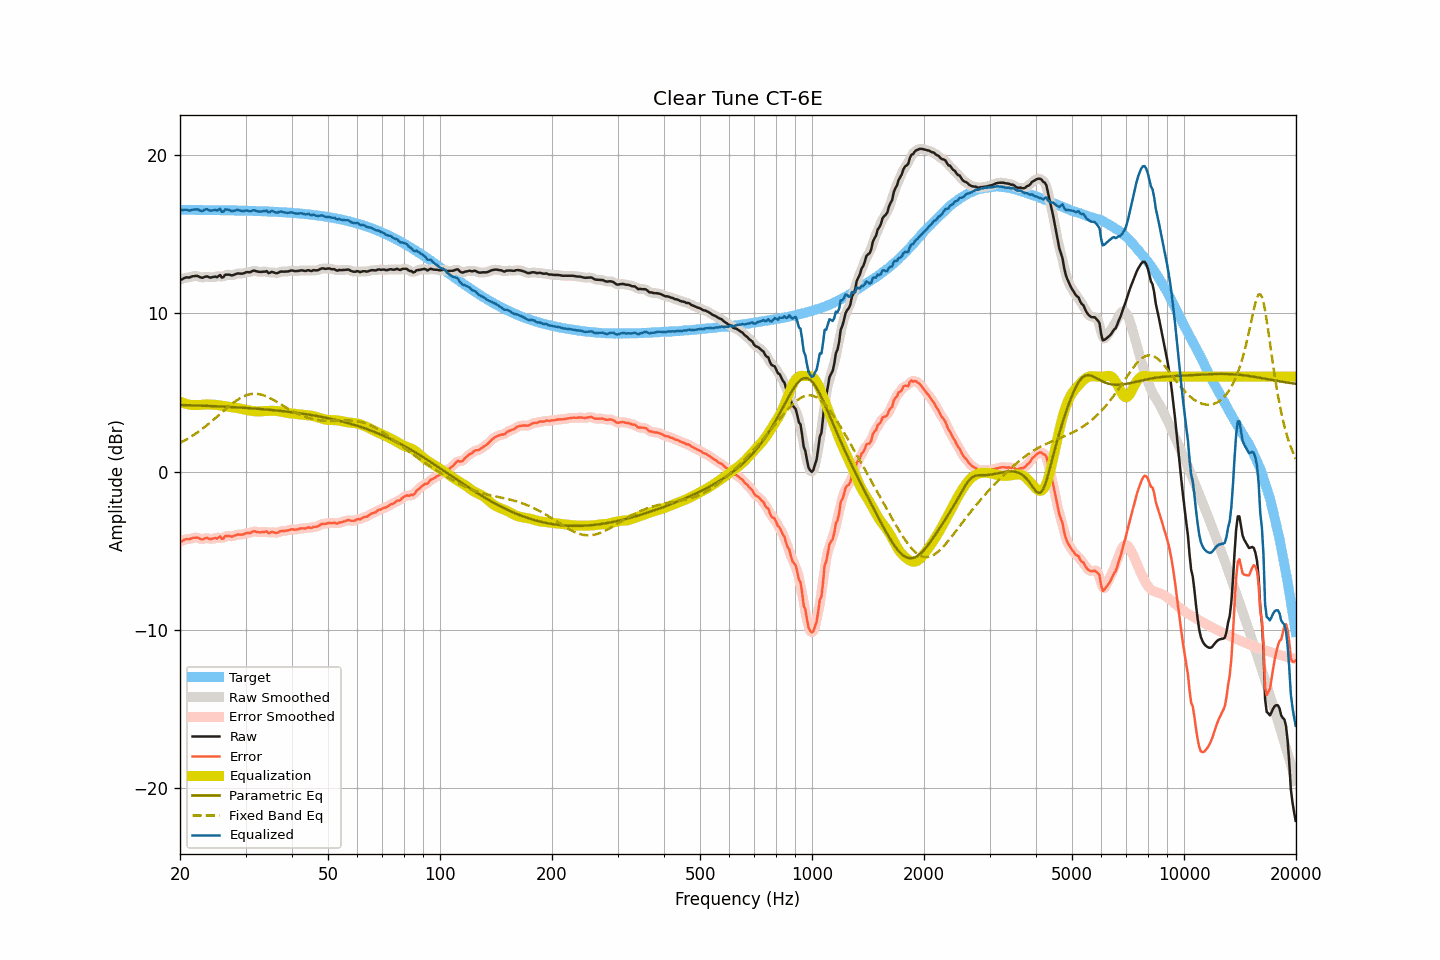 Clear Tune CT-6E
Amplitude (dBr)
20
10
0
−10
−20
Target
Raw Smoothed
Error Smoothed
Raw
Error
Equalization
Parametric Eq
Fixed Band Eq
Equalized
20 50 100 200 500 1000 2000 5000 10000 20000
Frequency (Hz)